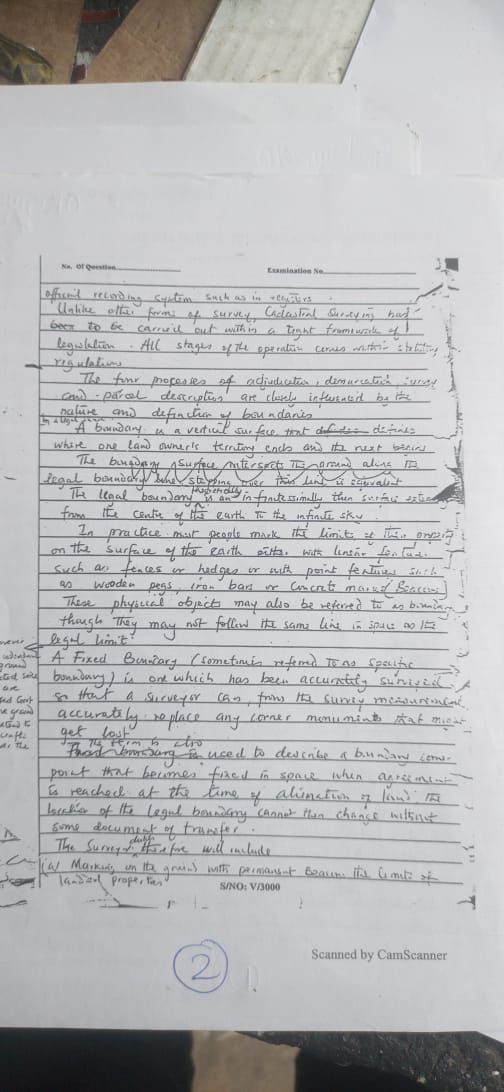 No. Of Question
Examination No
official recording system such as in registers.
Unlike other forms of survey, Cadastral Surveying has
to be carried out within a tight framework of
legislation. All stages of the operation comes within statutory
regulations
The four processes of adjudication, demarcation, survey
and parcel description are closely influenced by the
nature and definition of boundaries
A boundary is a vertical surface that defines
where one land owner's territory ends and the next begins
The boundary surface intersects the ground along the
legal boundary line stepping over this line is equivalent
The legal boundary is theoretically an infinitessimally thin surface
from the centre of the earth to the infinite sky
In practice most people mark the limits of their property
on the surface of the earth either with linear features
such as fences or hedges or with point features such
as wooden pegs, iron bars or Concrete Beacons
These physical objects may also be referred to as boundary
though they may not follow the same line in space as the
legal limit
A Fixed Boundary (sometimes referred to as specific
boundary) is one which has been accurately surveyed
so that a surveyor can, from the survey measurement
accurately replace any corner monuments that might
get lost
The term is also used to describe a boundary corner
point that becomes fixed in space when agreement
is reached at the time of alienation of land the
location of the legal boundary cannot then change without
some document of transfer.
The Surveyor duties therefore will include
(a) Marking on the ground with permanent Beacons the limits of
landed properties
S/NO: V/3000
2
Scanned by CamScanner